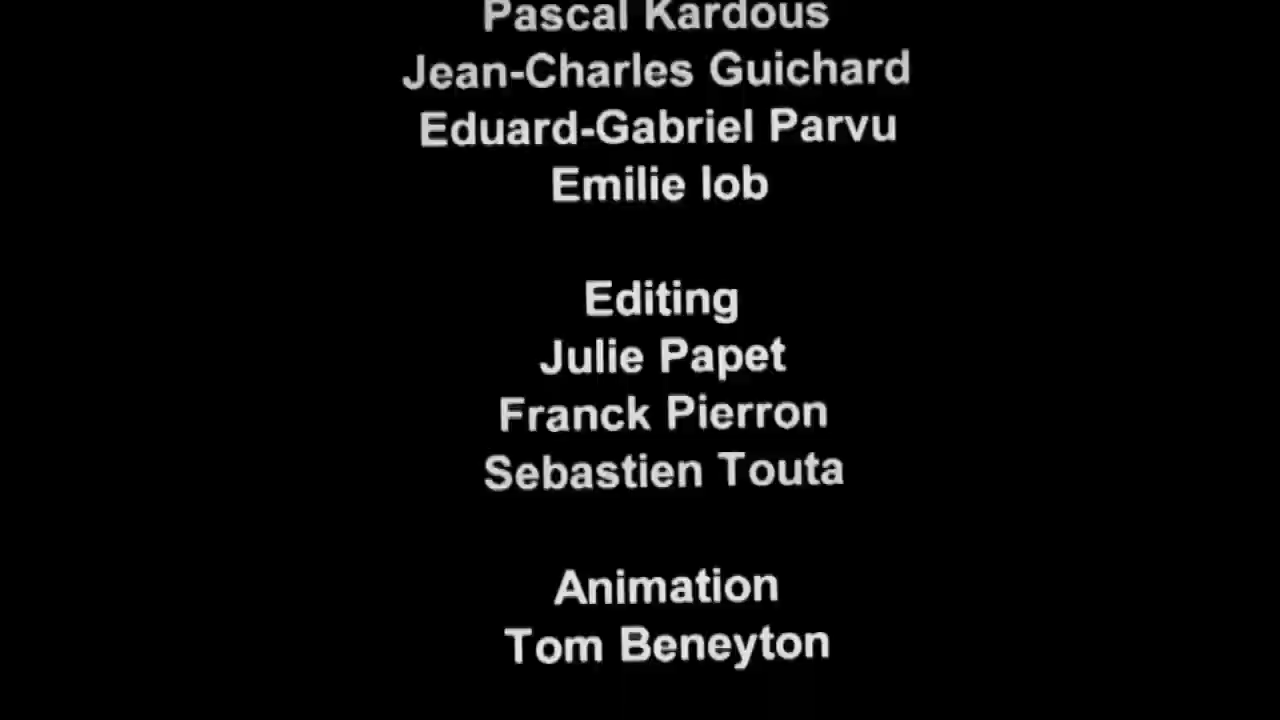 Pascal Kardous
Jean-Charles Guichard
Eduard-Gabriel Parvu
Emilie Iob
Editing
Julie Papet
Franck Pierron
Sebastien Touta
Animation
Tom Beneyton